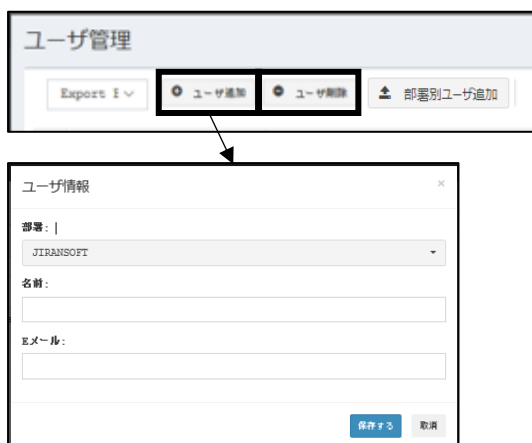 ユーザ管理
Export E
ユーザ追加
ユーザ削除
部署別ユーザ追加
ユーザ情報
×
部署:
JIRANSOFT
名前:
Eメール:
保存する
取消